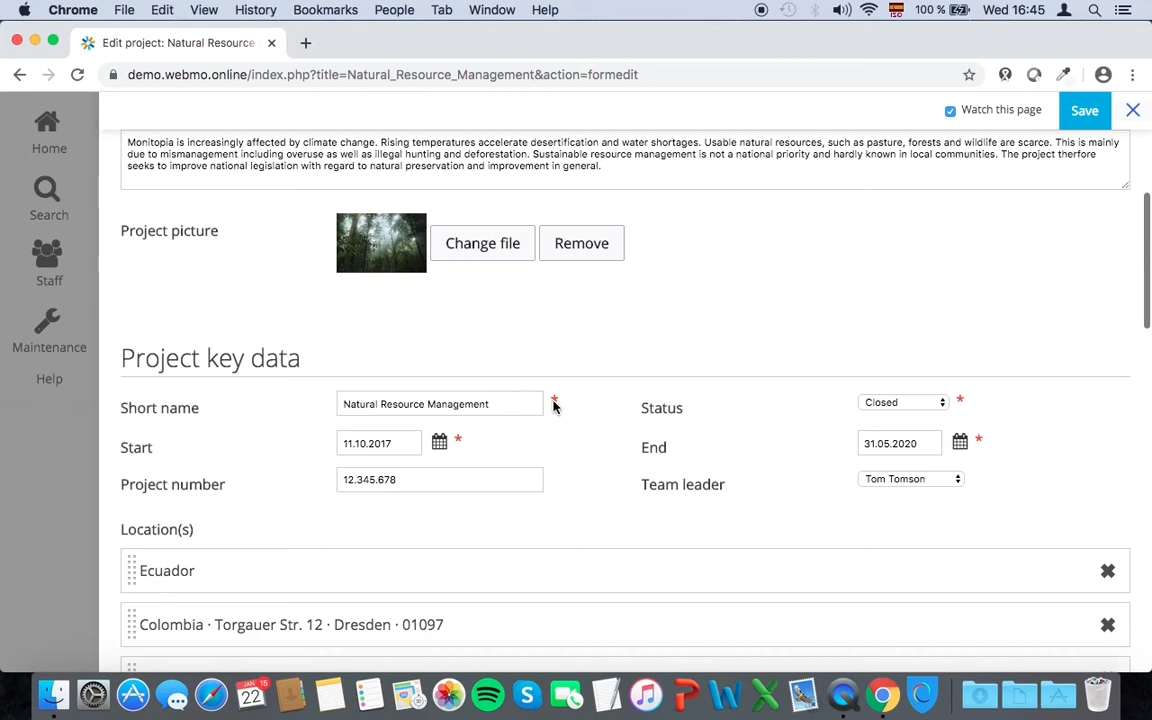 Chrome File Edit View History Bookmarks People Tab Window Help ISO 100 % Wed 16:45
Edit project: Natural Resource
demo.webmo.online/index.php?title=Natural_Resource_Management&action=formedit
Watch this page Save
Home
Search
Staff
Maintenance
Help
Monitopia is increasingly affected by climate change. Rising temperatures accelerate desertification and water shortages. Usable natural resources, such as pasture, forests and wildlife are scarce. This is mainly
due to mismanagement including overuse as well as illegal hunting and deforestation. Sustainable resource management is not a national priority and hardly known in local communities. The project therfore
seeks to improve national legislation with regard to natural preservation and improvement in general.
Project picture Change file Remove
Project key data
Short name Natural Resource Management * Status Closed *
Start 11.10.2017 * End 31.05.2020 *
Project number 12.345.678 Team leader Tom Tomson
Location(s)
Ecuador
Colombia · Torgauer Str. 12 · Dresden · 01097
JAN 15
22